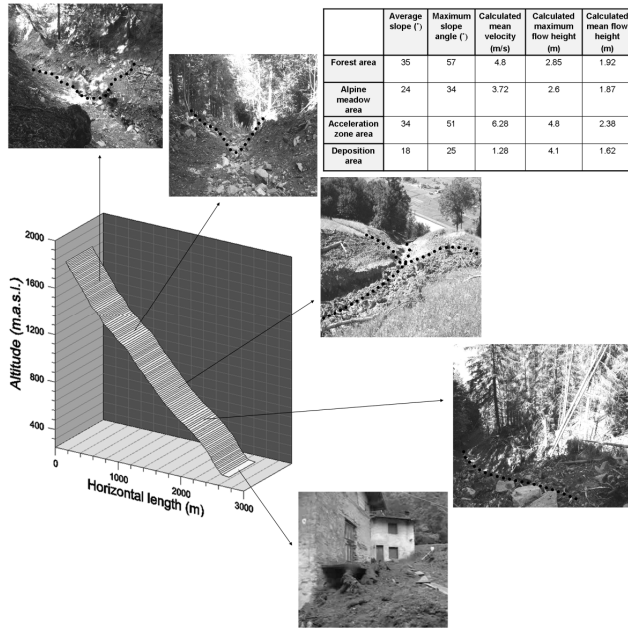 Average slope (˚) Maximum slope angle (˚) Calculated mean velocity (m/s) Calculated maximum flow height (m) Calculated mean flow height (m)
Forest area 35 57 4.8 2.85 1.92
Alpine meadow area 24 34 3.72 2.6 1.87
Acceleration zone area 34 51 6.28 4.8 2.38
Deposition area 18 25 1.28 4.1 1.62
2000
1600
1200
800
400
Altitude (m.a.s.l.)
0
1000
2000
3000
Horizontal length (m)